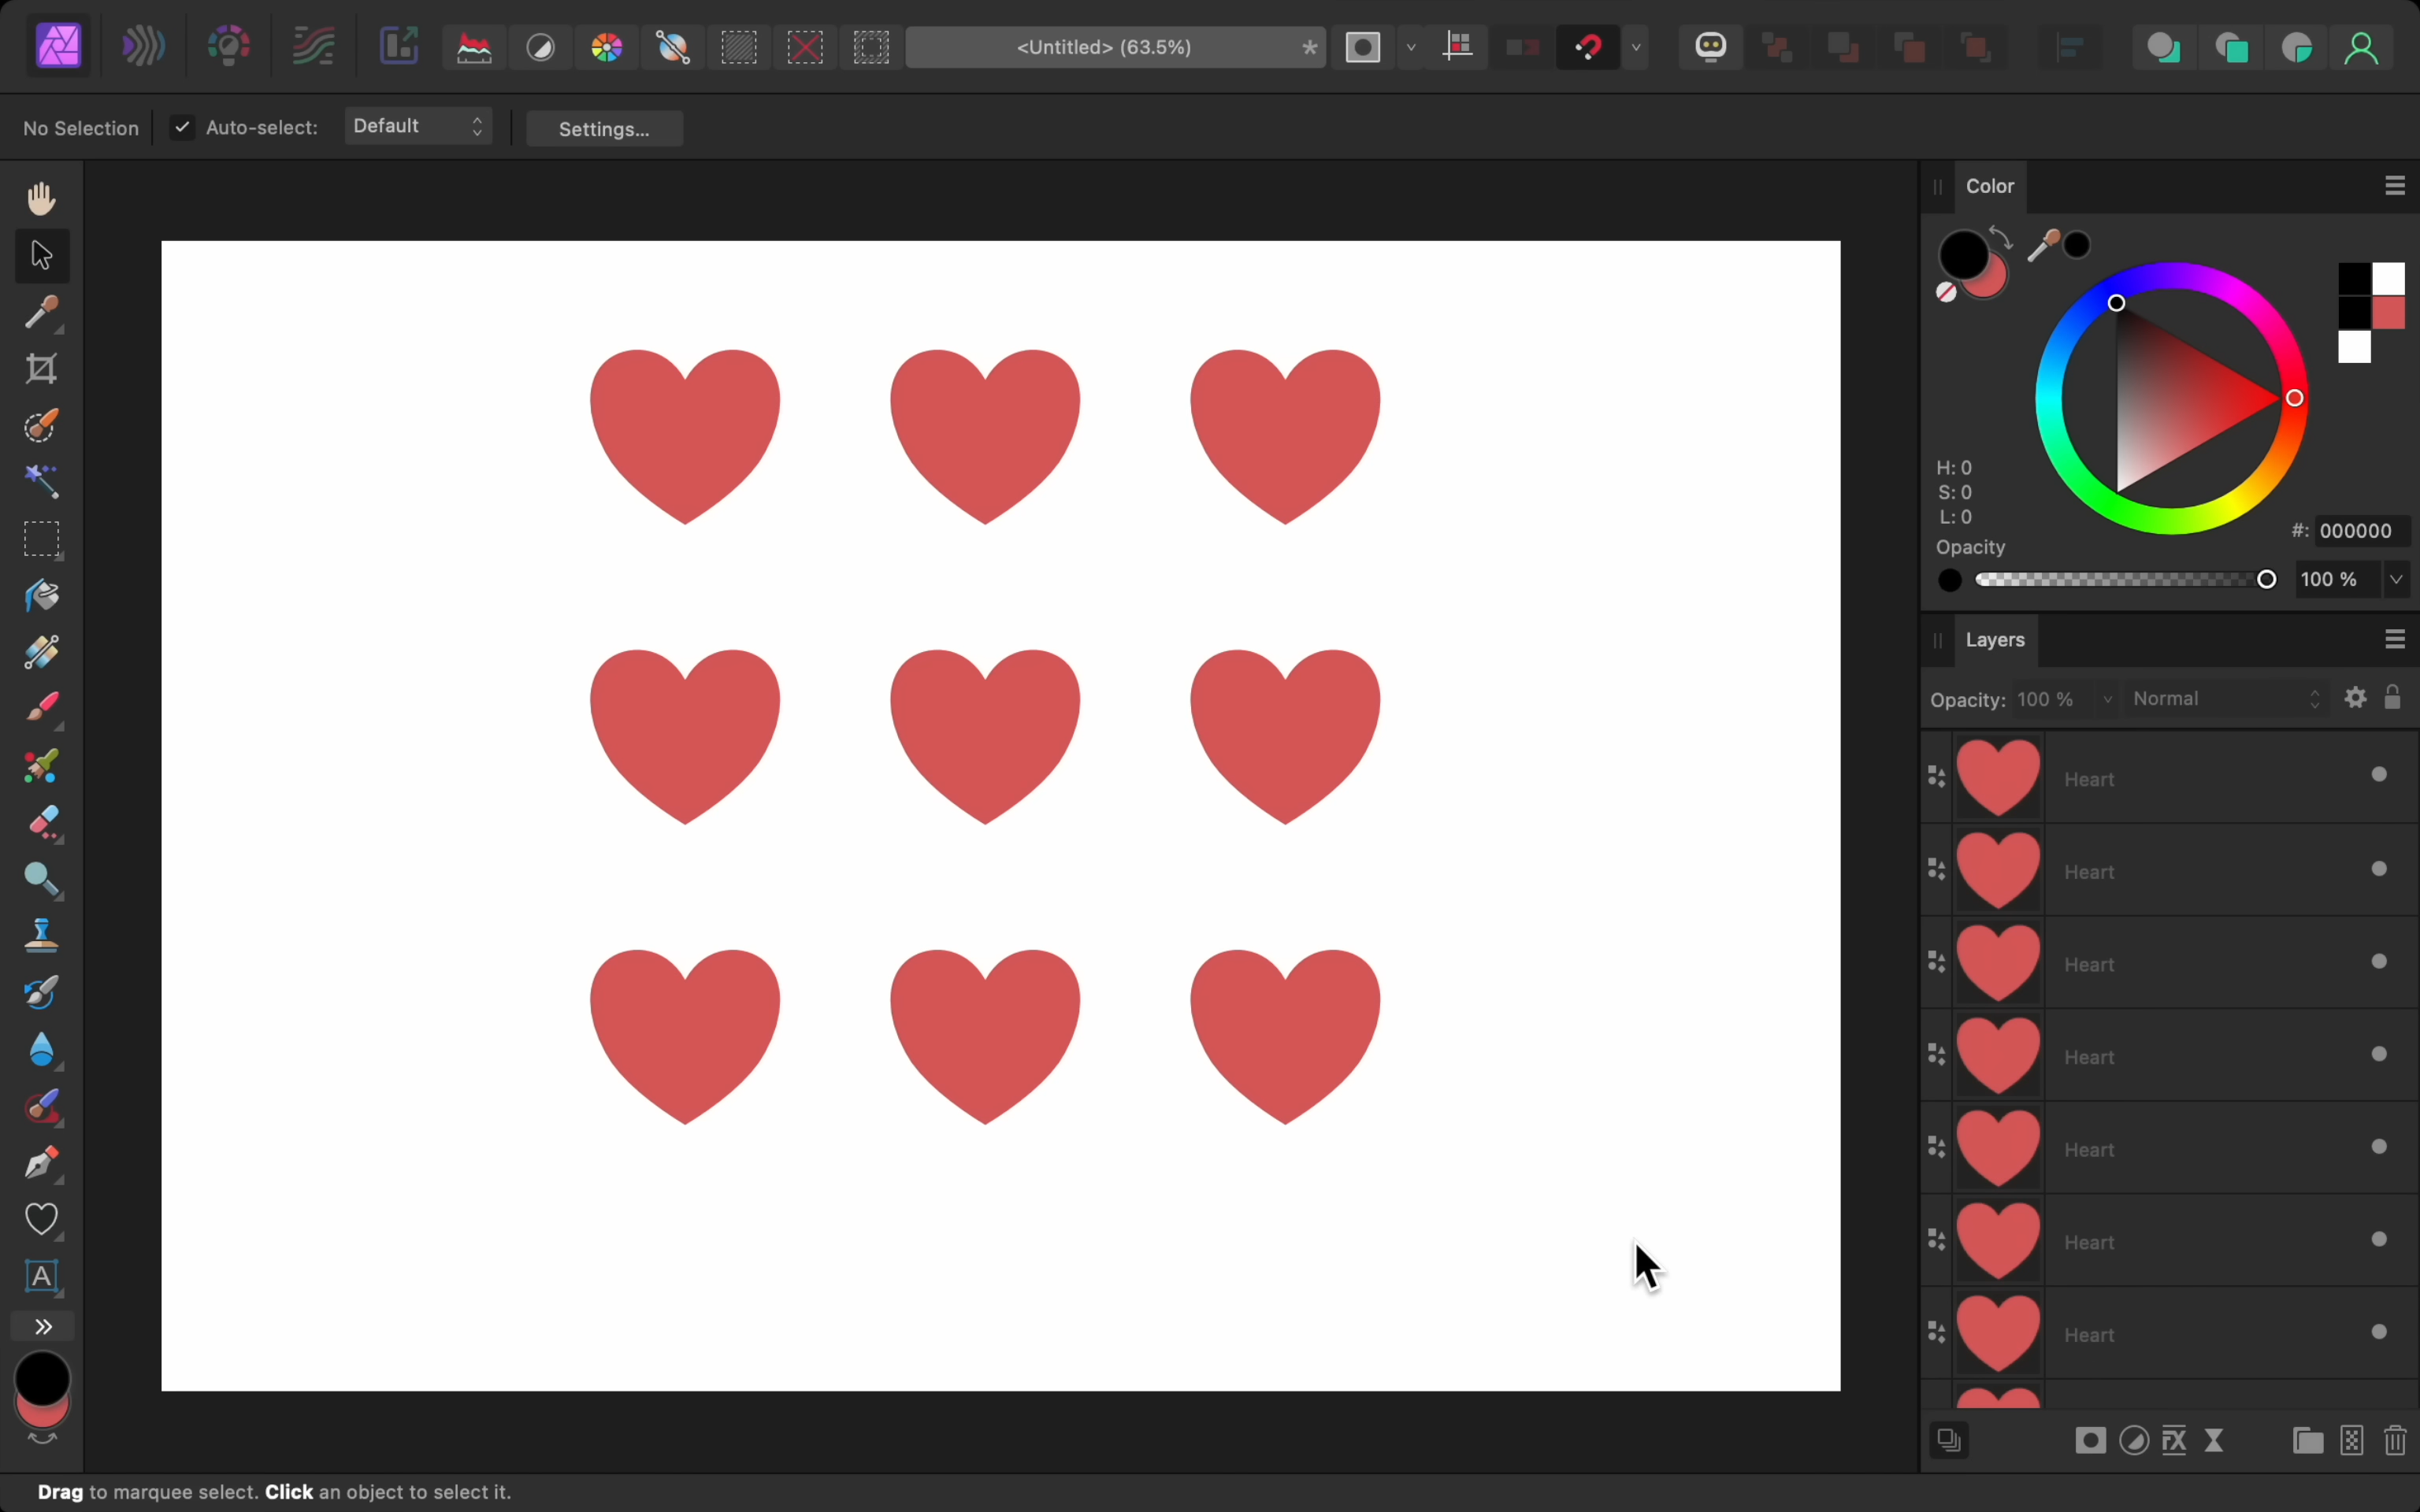 <Untitled> (63.5%)
*
No Selection
Auto-select:
Default
Settings...
Color
H: 0
S: 0
L: 0
#: 000000
Opacity
100 %
Layers
Opacity: 100 %
Normal
Heart
Heart
Heart
Heart
Heart
Heart
Heart
A
FX
Drag to marquee select. Click an object to select it.